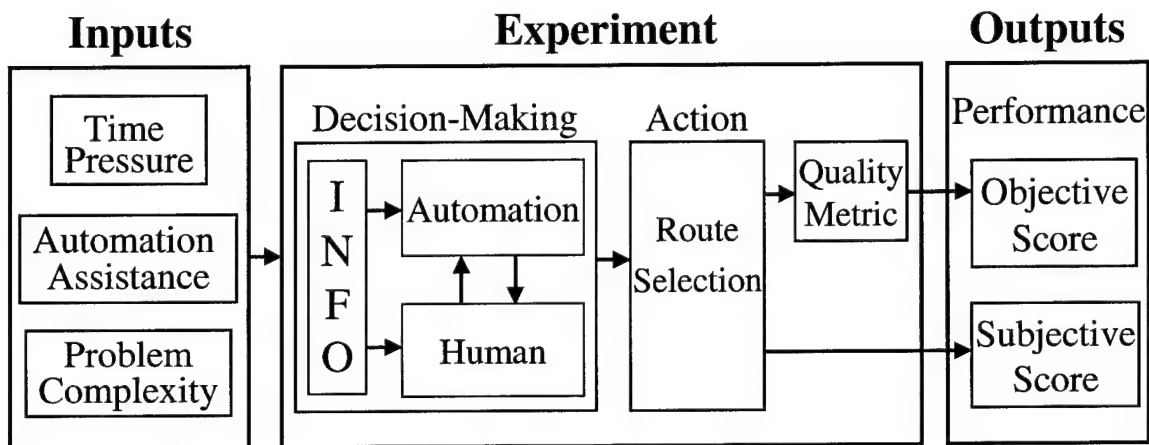 Inputs
Experiment
Outputs
Time
Pressure
Automation
Assistance
Problem
Complexity
Decision-Making
I
N
F
O
Automation
Human
Action
Route
Selection
Quality
Metric
Performance
Objective
Score
Subjective
Score